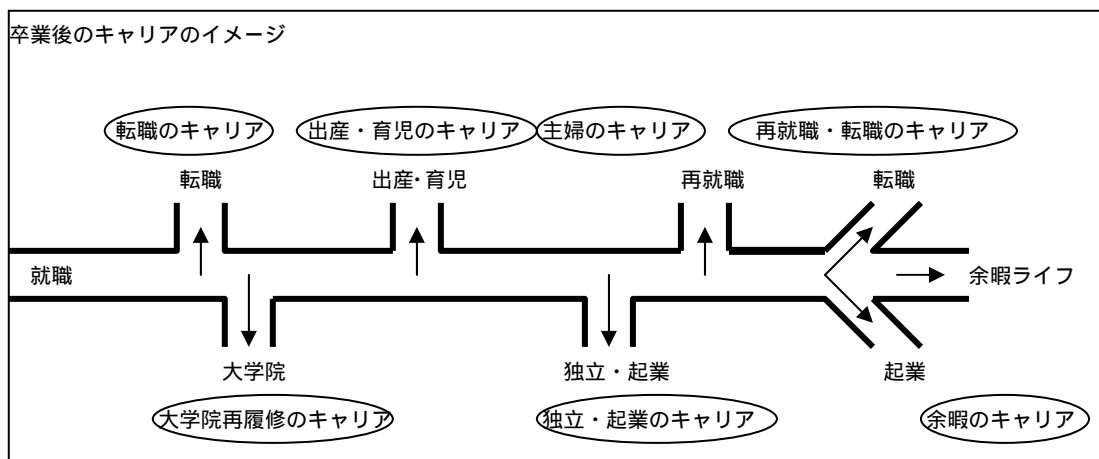 卒業後のキャリアのイメージ
転職のキャリア 出産・育児のキャリア 主婦のキャリア 再就職・転職のキャリア
転職 出産・育児 再就職 転職
就職 余暇ライフ
大学院 独立・起業 起業
大学院再履修のキャリア 独立・起業のキャリア 余暇のキャリア